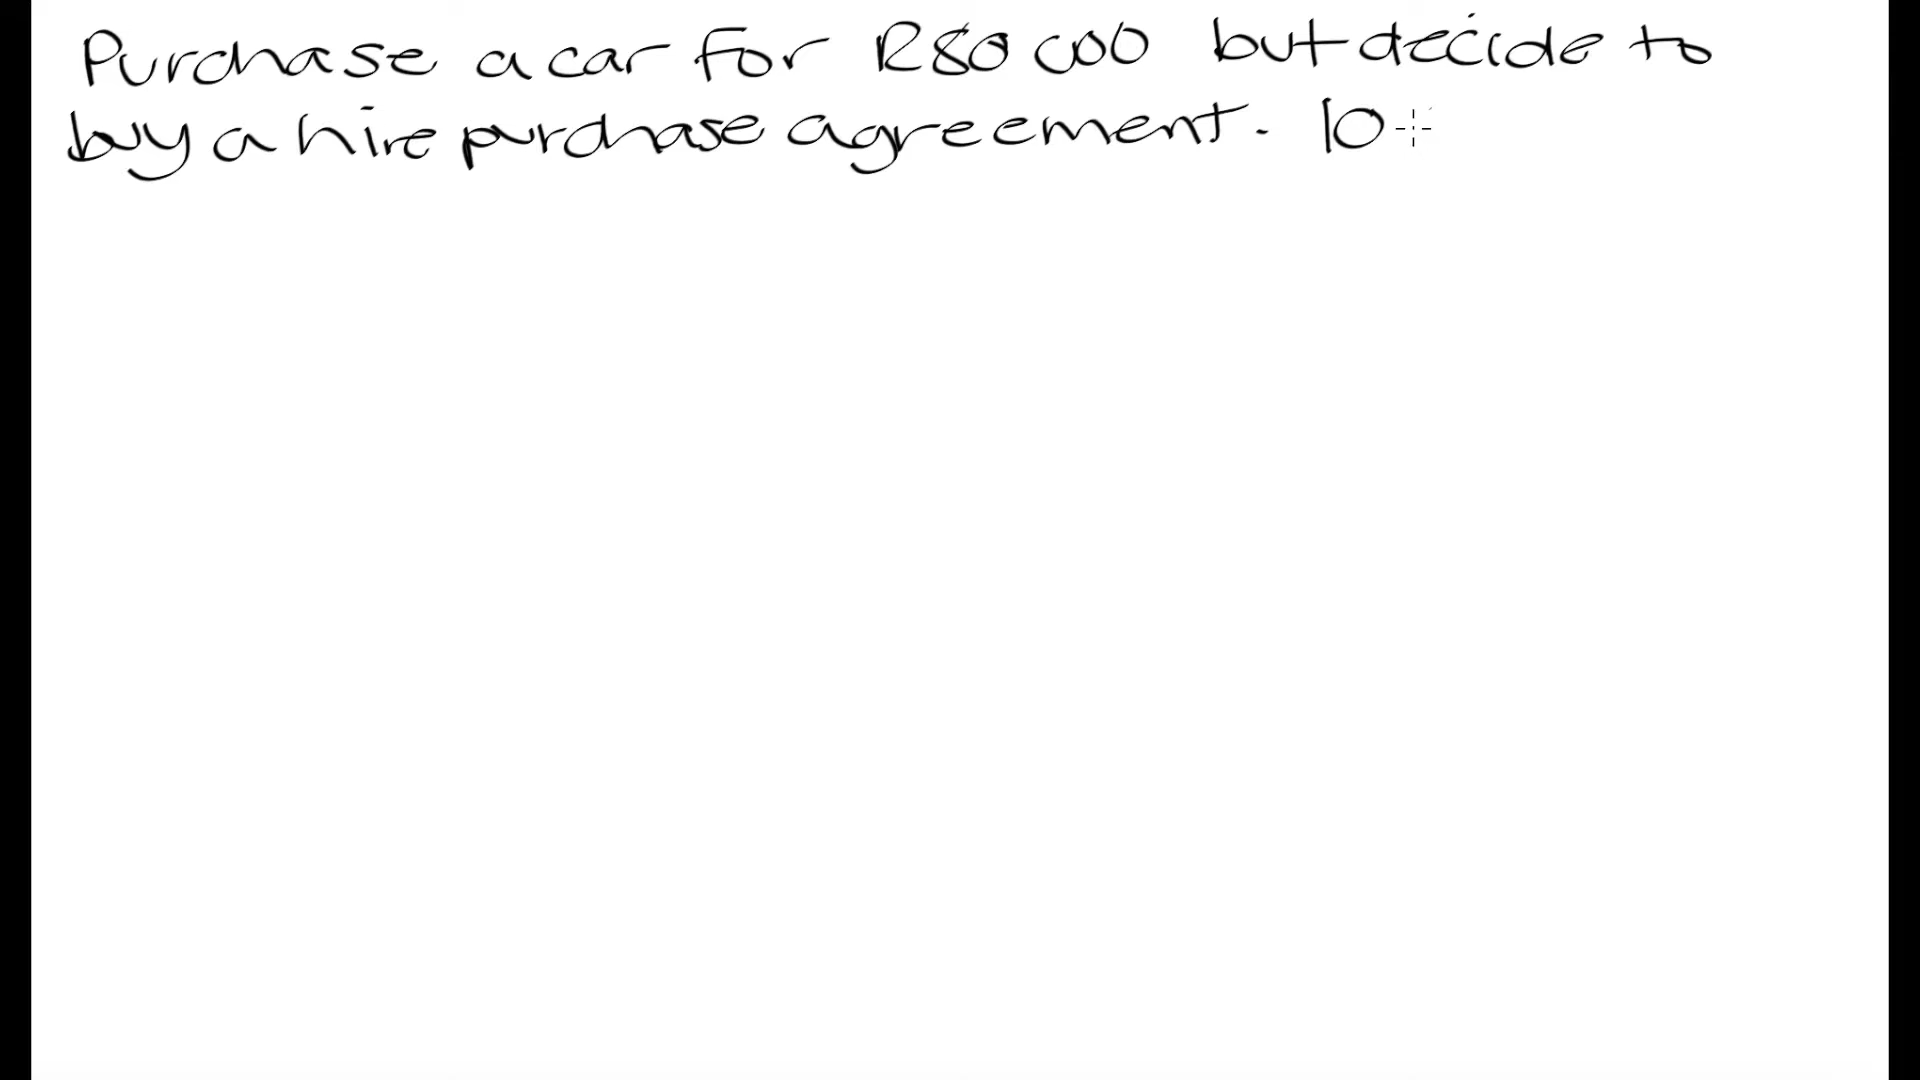 Purchase a car for R80 000 but decide to
buy a hire purchase agreement. 10